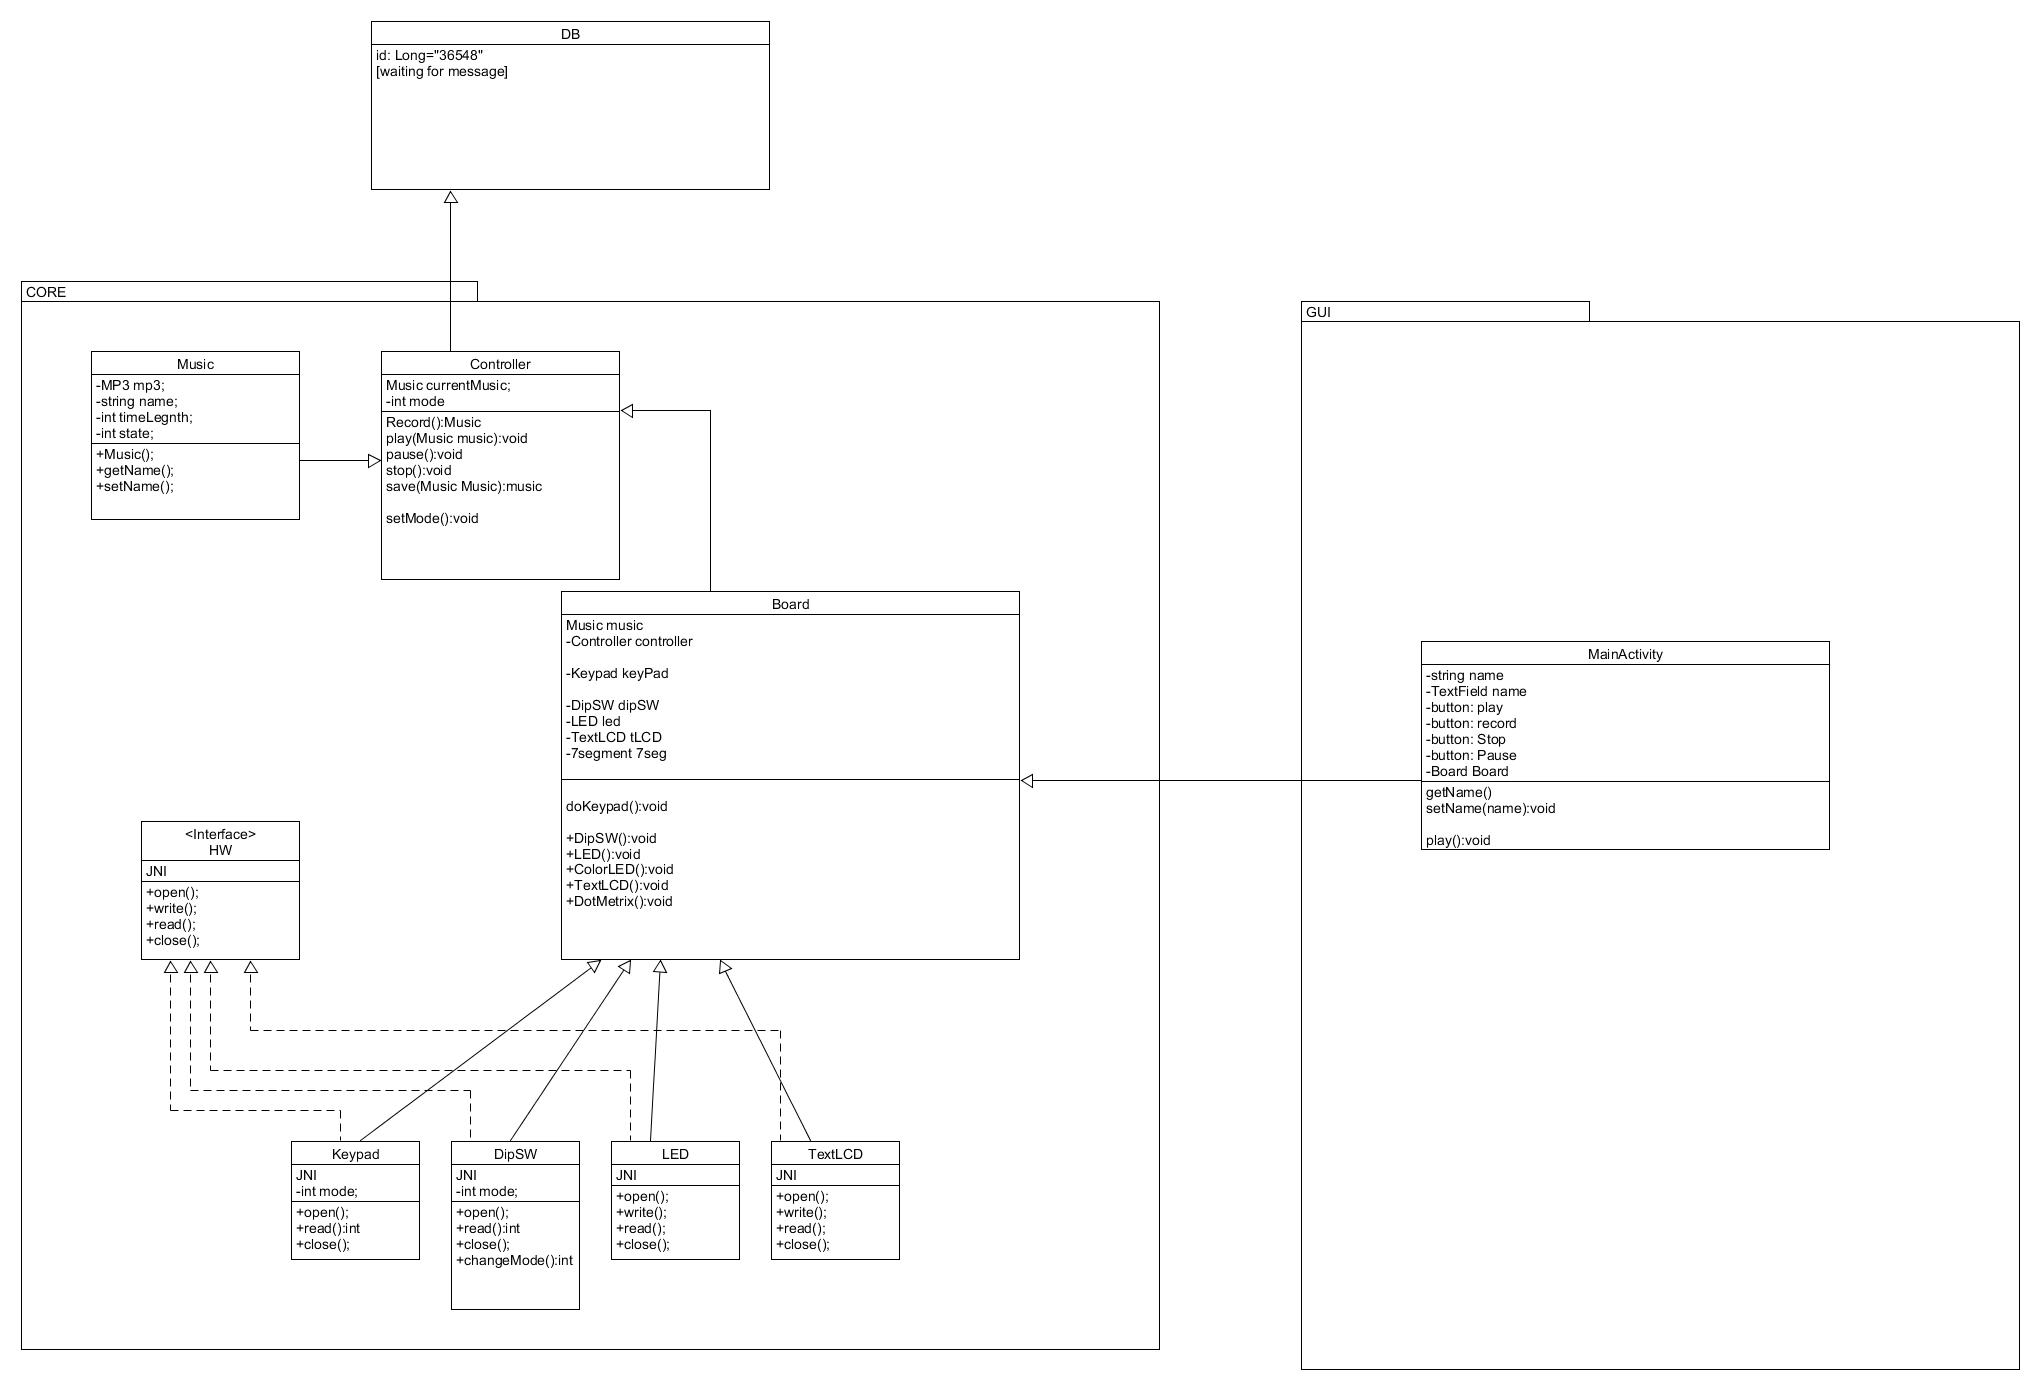 DB
id: Long="36548"
[waiting for message]
CORE
Music
-MP3 mp3;
-string name;
-int timeLegnth;
-int state;
+Music();
+getName();
+setName();
Controller
Music currentMusic;
-int mode
Record():Music
play(Music music):void
pause():void
stop():void
save(Music Music):music
setMode():void
Board
Music music
-Controller controller
-Keypad keyPad
-DipSW dipSW
-LED led
-TextLCD tLCD
-7segment 7seg
doKeypad():void
+DipSW():void
+LED():void
+ColorLED():void
+TextLCD():void
+DotMetrix():void
<Interface>
HW
JNI
+open();
+write();
+read();
+close();
Keypad
JNI
-int mode;
+open();
+read():int
+close();
DipSW
JNI
-int mode;
+open();
+read():int
+close();
+changeMode():int
LED
JNI
+open();
+write();
+read();
+close();
TextLCD
JNI
+open();
+write();
+read();
+close();
GUI
MainActivity
-string name
-TextField name
-button: play
-button: record
-button: Stop
-button: Pause
-Board Board
getName()
setName(name):void
play():void